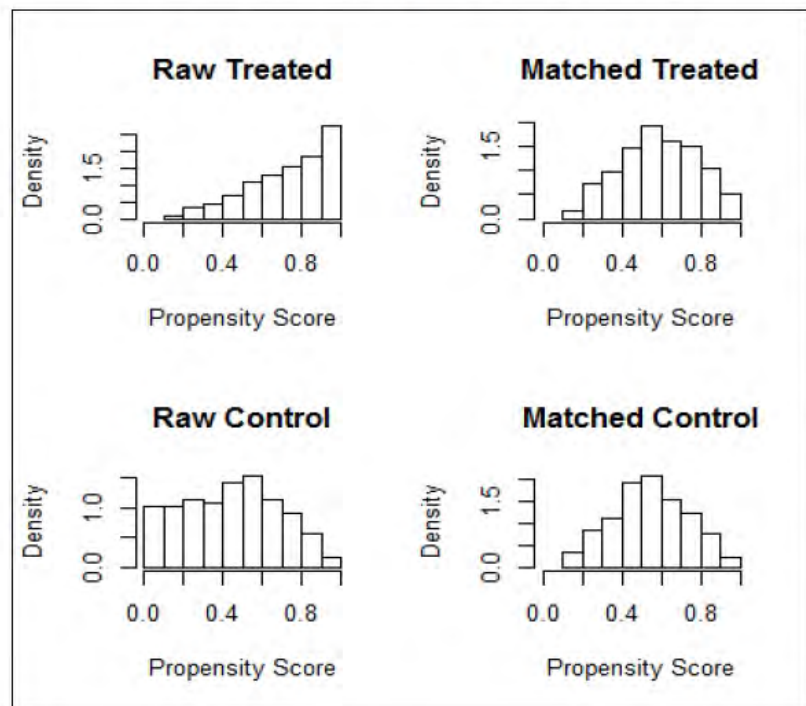 Raw Treated
Density
0.0 1.5
0.0 0.4 0.8
Propensity Score
Matched Treated
Density
0.0 1.5
0.0 0.4 0.8
Propensity Score
Raw Control
Density
0.0 1.0
0.0 0.4 0.8
Propensity Score
Matched Control
Density
0.0 1.5
0.0 0.4 0.8
Propensity Score